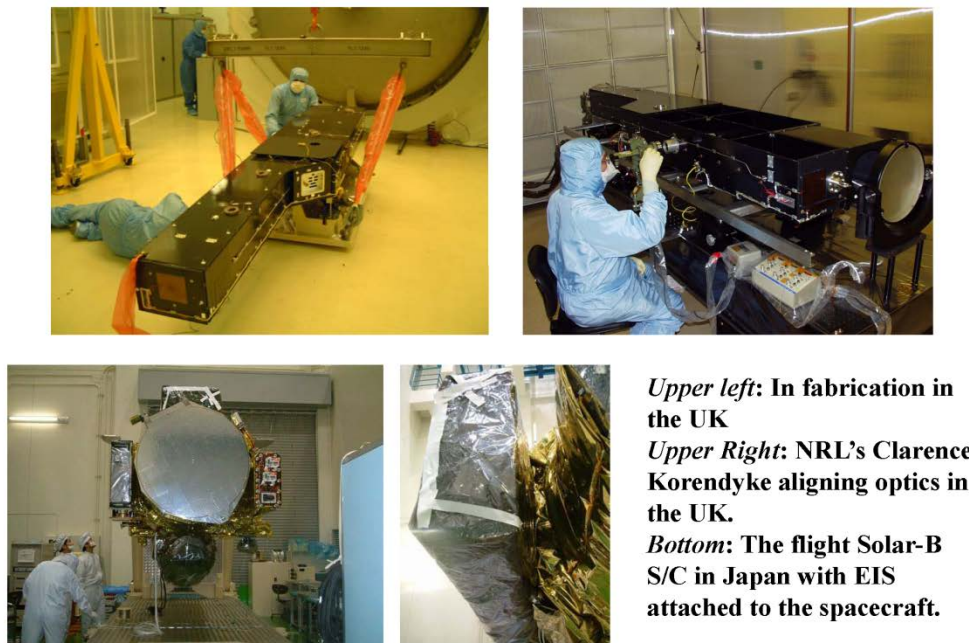 Upper left: In fabrication in
the UK
Upper Right: NRL's Clarence
Korendyke aligning optics in
the UK.
Bottom: The flight Solar-B
S/C in Japan with EIS
attached to the spacecraft.